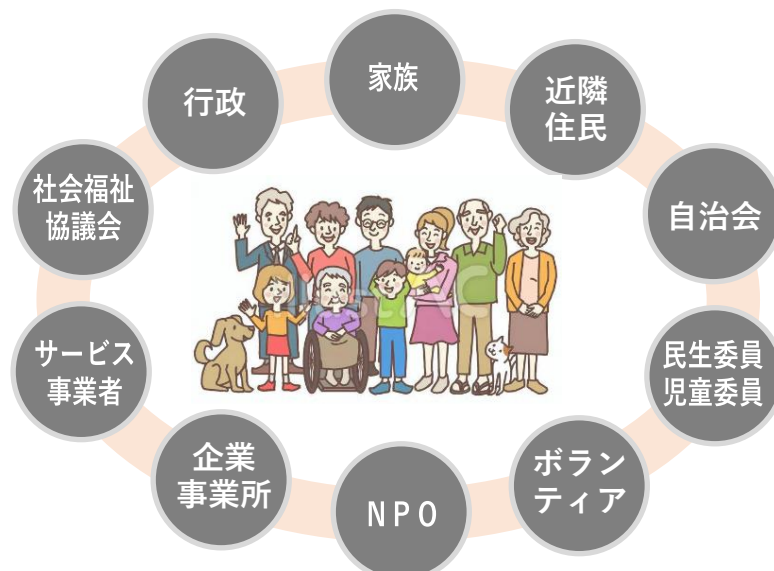 家族
近隣
住民
自治会
民生委員
児童委員
ボラン
ティア
NPO
企業
事業所
サービス
事業者
社会福祉
協議会
行政